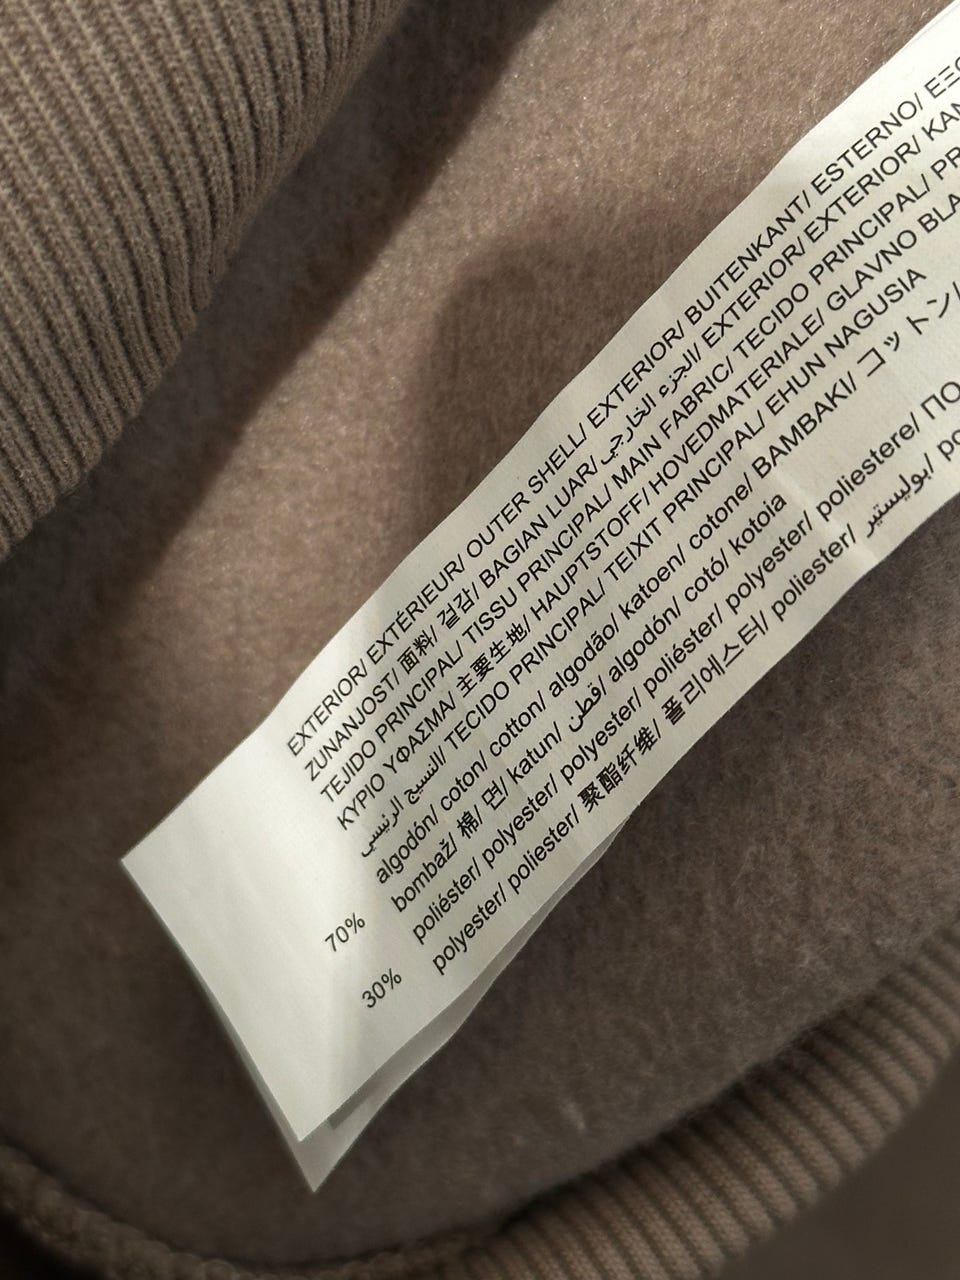 EXTERIOR/ EXTÉRIEUR/ OUTER SHELL/ EXTERIOR/ BUITENKANT/ ESTERNO/
ZUNANJOST/ 面料/ 겉감/ BAGIAN LUAR/ الجزء الخارجي/ EXTERIOR/ EXTERIOR/
TEJIDO PRINCIPAL/ TISSU PRINCIPAL/ MAIN FABRIC/ TECIDO PRINCIPAL/
ΚΥΡΙΟ ΥΦΑΣΜΑ/ 主要生地/ HAUPTSTOFF/ HOVEDMATERIALE/ GLAVNO
النسيج الرئيسي/ TECIDO PRINCIPAL/ TEIXIT PRINCIPAL/ EHUN NAGUSIA
70% algodón/ coton/ cotton/ algodão/ katoen/ cotone/ BAMBAKI/ コットン/
bombaž/ 棉/ 면/ katun/ قطن/ algodón/ cotó/ kotoia
30% poliéster/ polyester/ polyester/ poliéster/ polyester/ poliestere/
polyester/ poliester/ 聚酯纤维/ 폴리에스터/ poliester/ بوليستير/